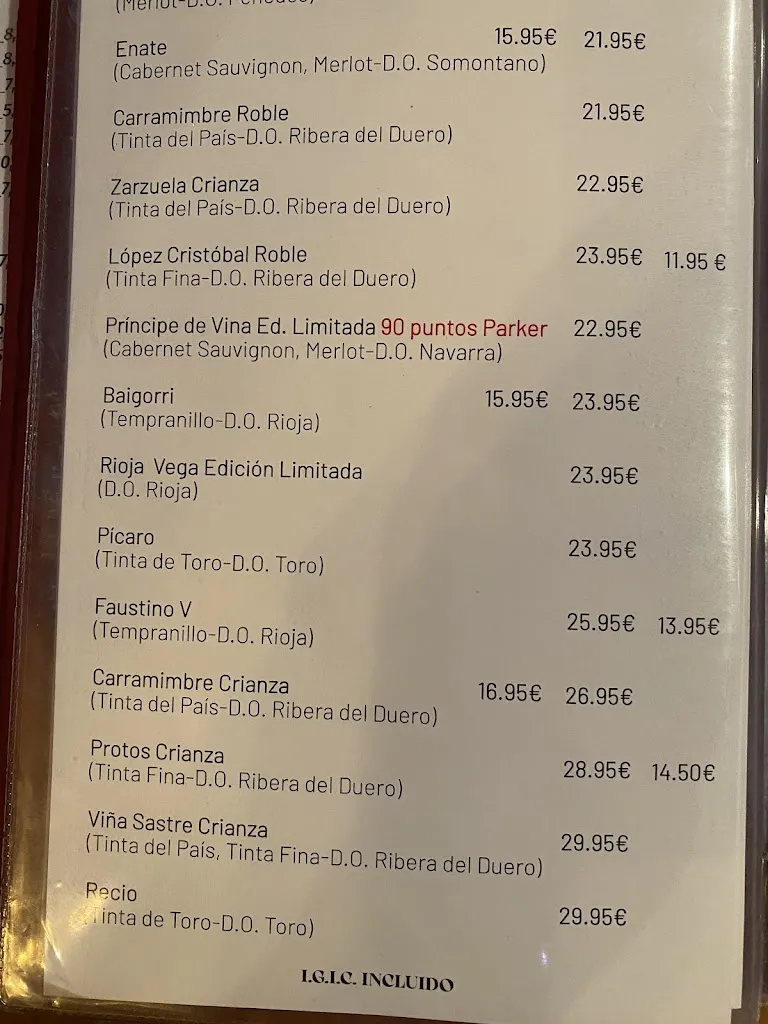 (Merlot-D.O. Penedés)
Enate 15.95€ 21.95€
(Cabernet Sauvignon, Merlot-D.O. Somontano)
Carramimbre Roble 21.95€
(Tinta del País-D.O. Ribera del Duero)
Zarzuela Crianza 22.95€
(Tinta del País-D.O. Ribera del Duero)
López Cristóbal Roble 23.95€ 11.95 €
(Tinta Fina-D.O. Ribera del Duero)
Príncipe de Vina Ed. Limitada 90 puntos Parker 22.95€
(Cabernet Sauvignon, Merlot-D.O. Navarra)
Baigorri 15.95€ 23.95€
(Tempranillo-D.O. Rioja)
Rioja Vega Edición Limitada 23.95€
(D.O. Rioja)
Pícaro 23.95€
(Tinta de Toro-D.O. Toro)
Faustino V 25.95€ 13.95€
(Tempranillo-D.O. Rioja)
Carramimbre Crianza 16.95€ 26.95€
(Tinta del País-D.O. Ribera del Duero)
Protos Crianza 28.95€ 14.50€
(Tinta Fina-D.O. Ribera del Duero)
Viña Sastre Crianza 29.95€
(Tinta del País, Tinta Fina-D.O. Ribera del Duero)
Recio 29.95€
(Tinta de Toro-D.O. Toro)
I.G.I.C. INCLUIDO